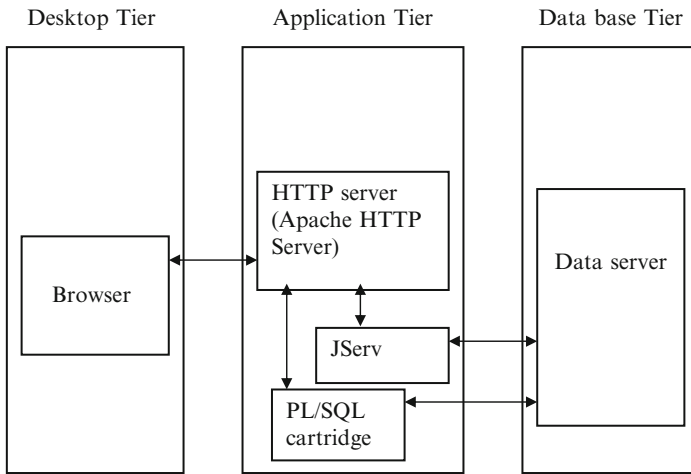 Desktop Tier
Application Tier
Data base Tier
HTTP server
(Apache HTTP
Server)
Browser
Data server
JServ
PL/SQL
cartridge